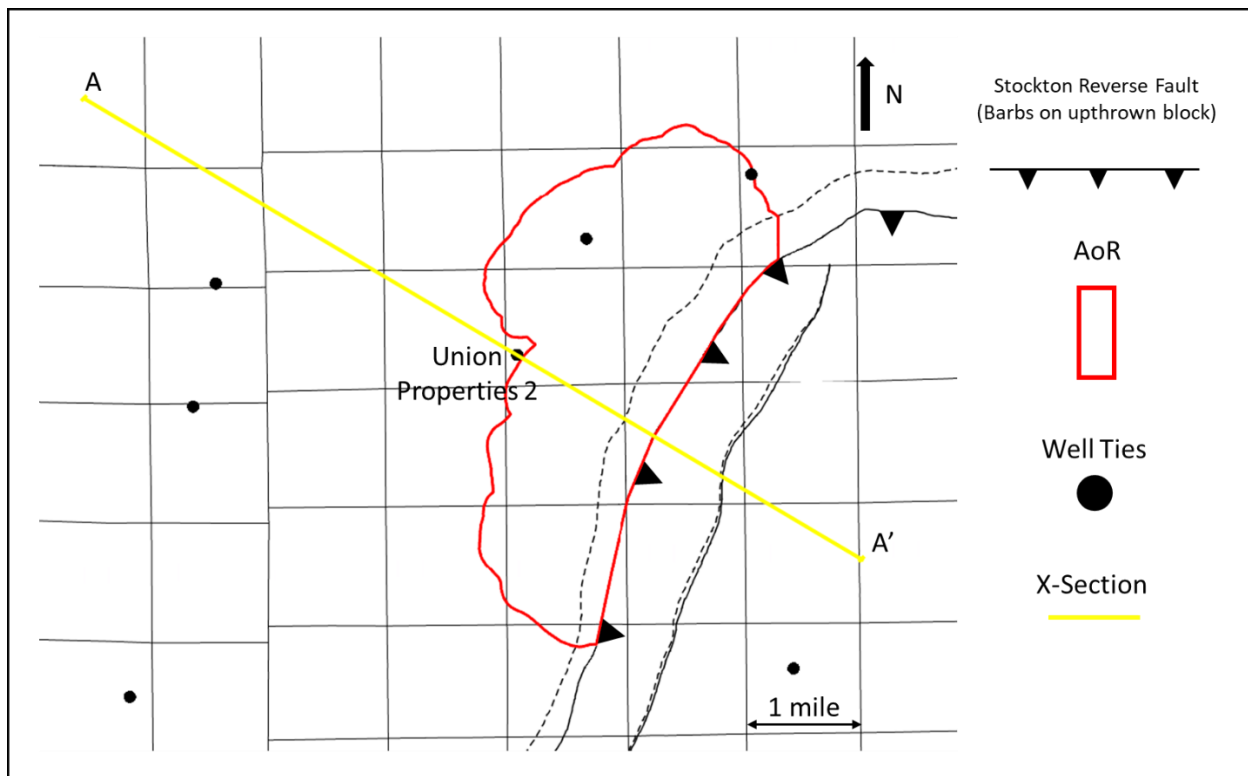 A
N
Stockton Reverse Fault
(Barbs on upthrown block)
AoR
Union
Properties 2
Well Ties
A’
X-Section
1 mile